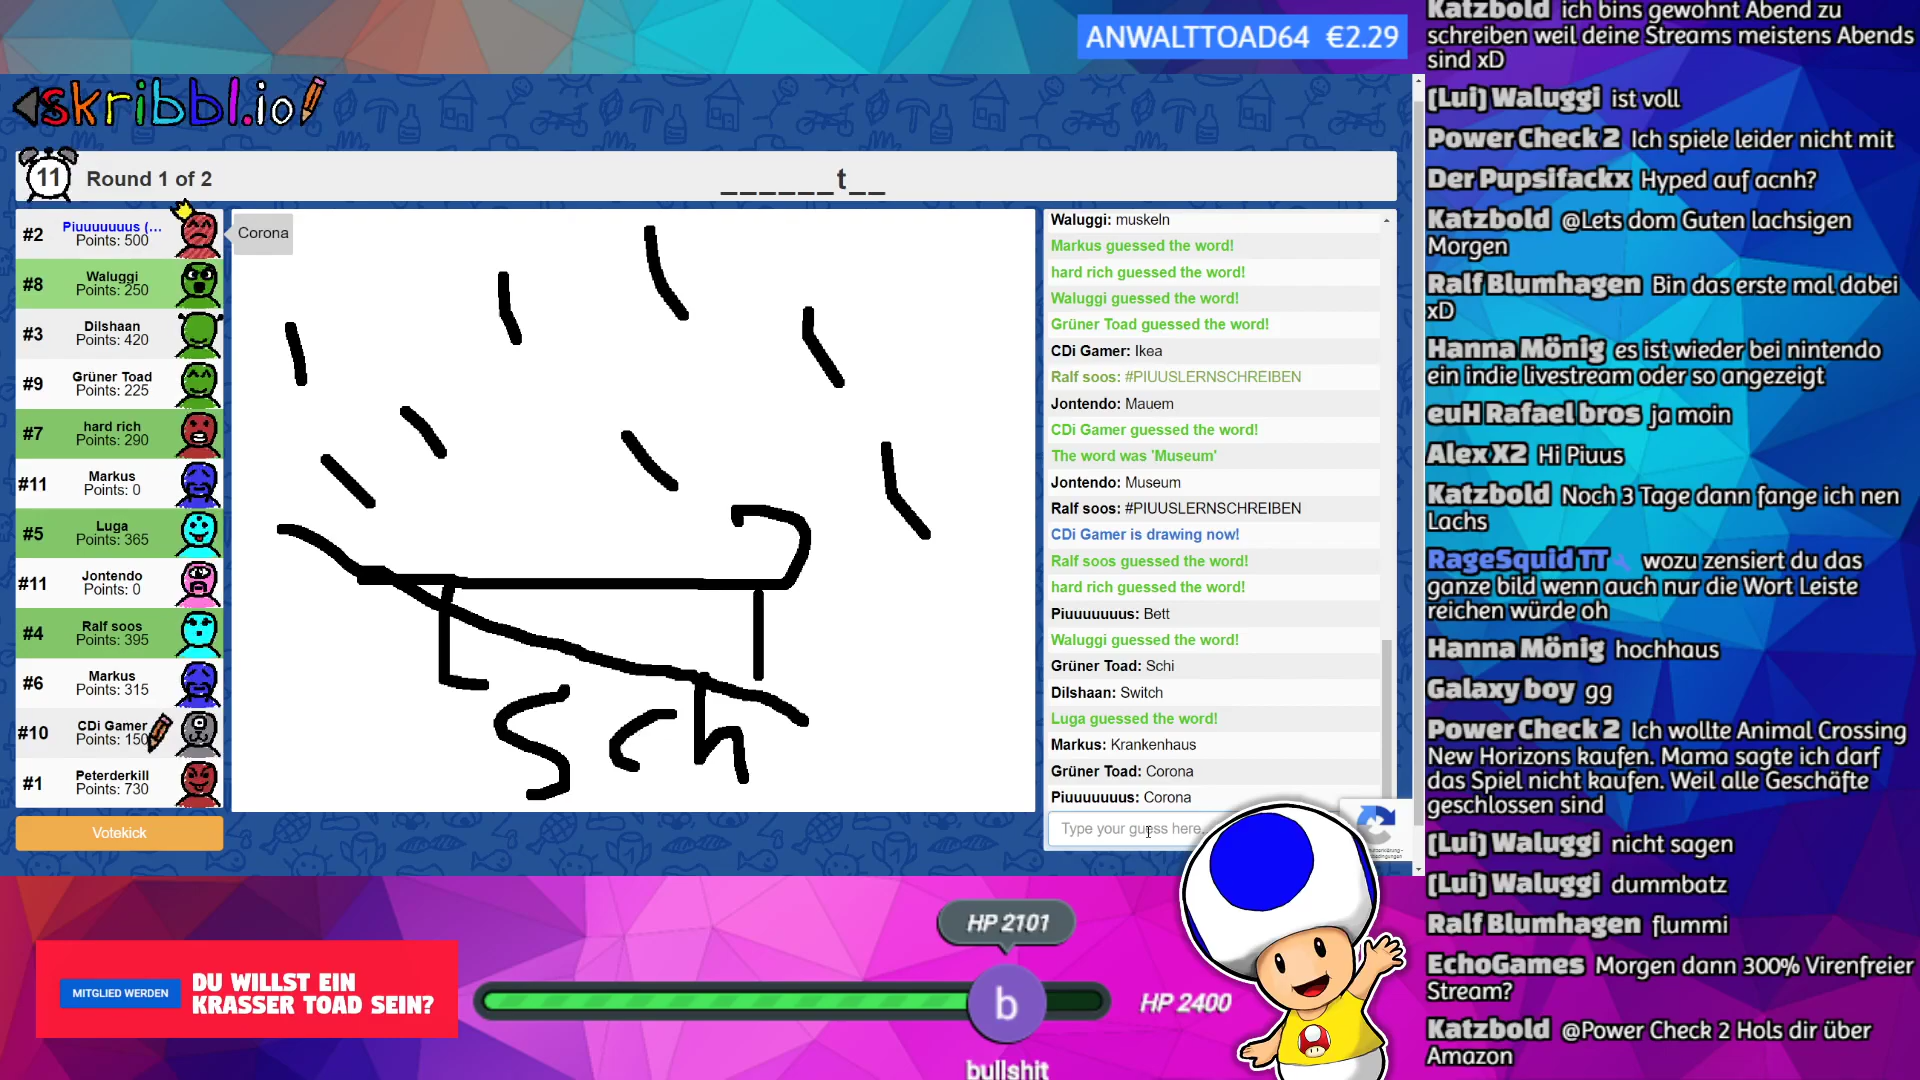 ANWALTTOAD64 €2.29
skribbl.io
11
Round 1 of 2
______t__
#2
Piuuuuuuus (...
Points: 500
#8
Waluggi
Points: 250
#3
Dilshaan
Points: 420
#9
Grüner Toad
Points: 225
#7
hard rich
Points: 290
#11
Markus
Points: 0
#5
Luga
Points: 365
#11
Jontendo
Points: 0
#4
Ralf soos
Points: 395
#6
Markus
Points: 315
#10
CDi Gamer
Points: 150
#1
Peterderkill
Points: 730
Votekick
Corona
Sch
Waluggi: muskeln
Markus guessed the word!
hard rich guessed the word!
Waluggi guessed the word!
Grüner Toad guessed the word!
CDi Gamer: Ikea
Ralf soos: #PIUUSLERNSCHREIBEN
Jontendo: Mauem
CDi Gamer guessed the word!
The word was 'Museum'
Jontendo: Museum
Ralf soos: #PIUUSLERNSCHREIBEN
CDi Gamer is drawing now!
Ralf soos guessed the word!
hard rich guessed the word!
Piuuuuuuus: Bett
Waluggi guessed the word!
Grüner Toad: Schi
Dilshaan: Switch
Luga guessed the word!
Markus: Krankenhaus
Grüner Toad: Corona
Piuuuuuuus: Corona
Type your guess here.
Katzbold ich bins gewohnt Abend zu
schreiben weil deine Streams meistens Abends
sind xD
[Lui] Waluggi ist voll
Power Check 2 Ich spiele leider nicht mit
Der Pupsifackx Hyped auf acnh?
Katzbold @Lets dom Guten lachsigen
Morgen
Ralf Blumhagen Bin das erste mal dabei
xD
Hanna Mönig es ist wieder bei nintendo
ein indie livestream oder so angezeigt
euH Rafael bros ja moin
Alex X2 Hi Piuus
Katzbold Noch 3 Tage dann fange ich nen
Lachs
RageSquid TT wozu zensiert du das
ganze bild wenn auch nur die Wort Leiste
reichen würde oh
Hanna Mönig hochhaus
Galaxy boy gg
Power Check 2 Ich wollte Animal Crossing
New Horizons kaufen. Mama sagte ich darf
das Spiel nicht kaufen. Weil alle Geschäfte
geschlossen sind
[Lui] Waluggi nicht sagen
[Lui] Waluggi dummbatz
Ralf Blumhagen flummi
EchoGames Morgen dann 300% Virenfreier
Stream?
Katzbold @Power Check 2 Hols dir über
Amazon
MITGLIED WERDEN
DU WILLST EIN
KRASSER TOAD SEIN?
HP 2101
b
HP 2400
bullshit